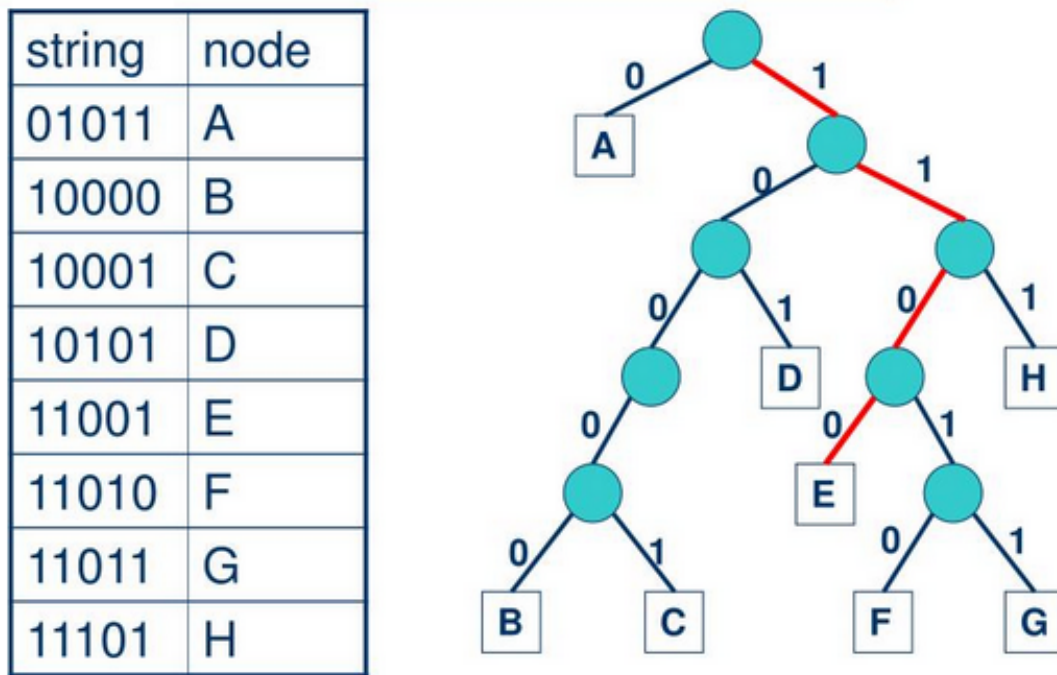 string node
01011 A
10000 B
10001 C
10101 D
11001 E
11010 F
11011 G
11101 H
0 1
A
0 1
0 1 0 1
D H
0 0 1
E
0 1 0 1
B C F G